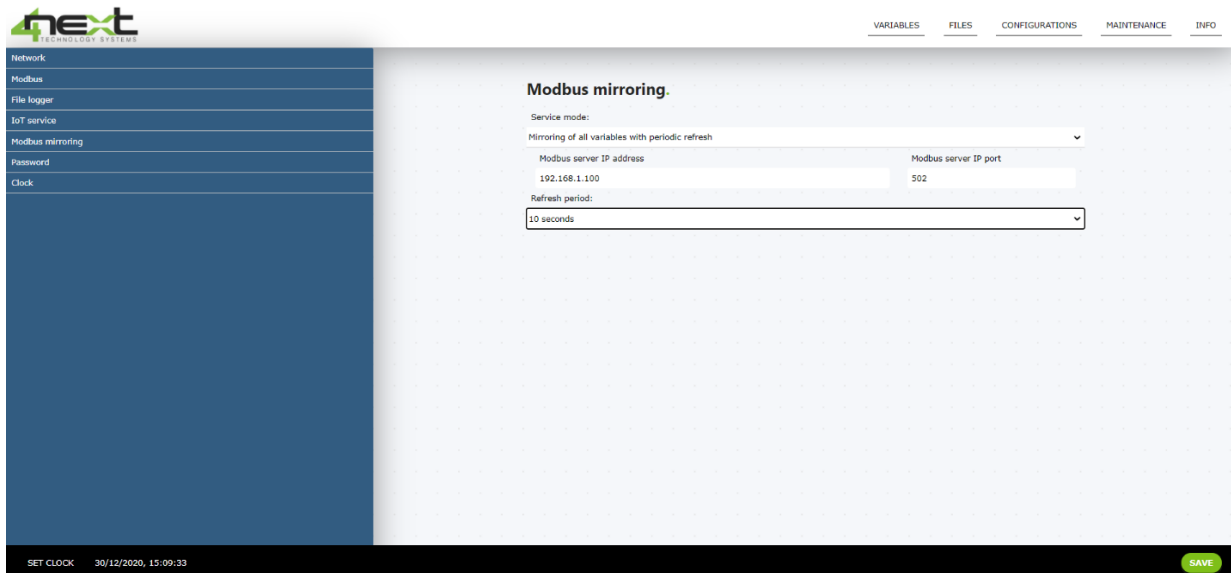 4next
TECHNOLOGY SYSTEMS
VARIABLES FILES CONFIGURATIONS MAINTENANCE INFO
Network
Modbus
File logger
IoT service
Modbus mirroring
Password
Clock
Modbus mirroring.
Service mode:
Mirroring of all variables with periodic refresh
Modbus server IP address Modbus server IP port
192.168.1.100 502
Refresh period:
10 seconds
SET CLOCK 30/12/2020, 15:09:33 SAVE